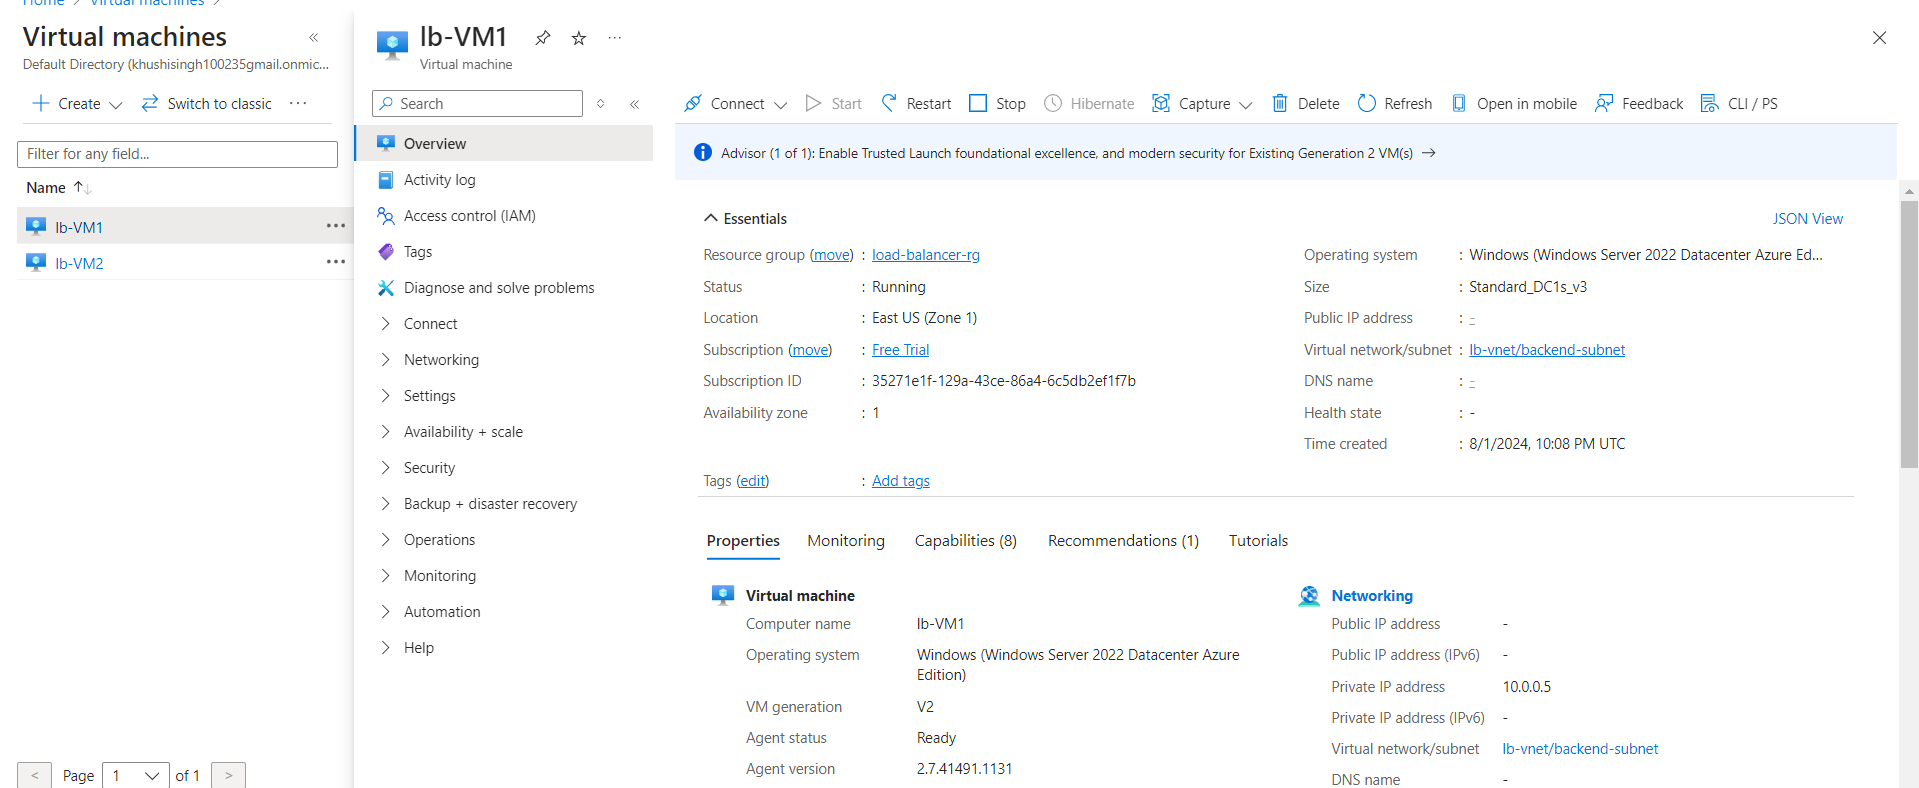 Home > Virtual machines >
Virtual machines
Default Directory (khushisingh100235gmail.onmic...
Create
Switch to classic
Filter for any field...
Name
lb-VM1
lb-VM2
< Page 1 of 1 >
lb-VM1
Virtual machine
Search
Overview
Activity log
Access control (IAM)
Tags
Diagnose and solve problems
Connect
Networking
Settings
Availability + scale
Security
Backup + disaster recovery
Operations
Monitoring
Automation
Help
Connect Start Restart Stop Hibernate Capture Delete Refresh Open in mobile Feedback CLI / PS
Advisor (1 of 1): Enable Trusted Launch foundational excellence, and modern security for Existing Generation 2 VM(s) →
Essentials
JSON View
Resource group (move) : load-balancer-rg
Status : Running
Location : East US (Zone 1)
Subscription (move) : Free Trial
Subscription ID : 35271e1f-129a-43ce-86a4-6c5db2ef1f7b
Availability zone : 1
Operating system : Windows (Windows Server 2022 Datacenter Azure Ed...
Size : Standard_DC1s_v3
Public IP address : -
Virtual network/subnet : lb-vnet/backend-subnet
DNS name : -
Health state : -
Time created : 8/1/2024, 10:08 PM UTC
Tags (edit) : Add tags
Properties Monitoring Capabilities (8) Recommendations (1) Tutorials
Virtual machine
Computer name lb-VM1
Operating system Windows (Windows Server 2022 Datacenter Azure
Edition)
VM generation V2
Agent status Ready
Agent version 2.7.41491.1131
Networking
Public IP address -
Public IP address (IPv6) -
Private IP address 10.0.0.5
Private IP address (IPv6) -
Virtual network/subnet lb-vnet/backend-subnet
DNS name -